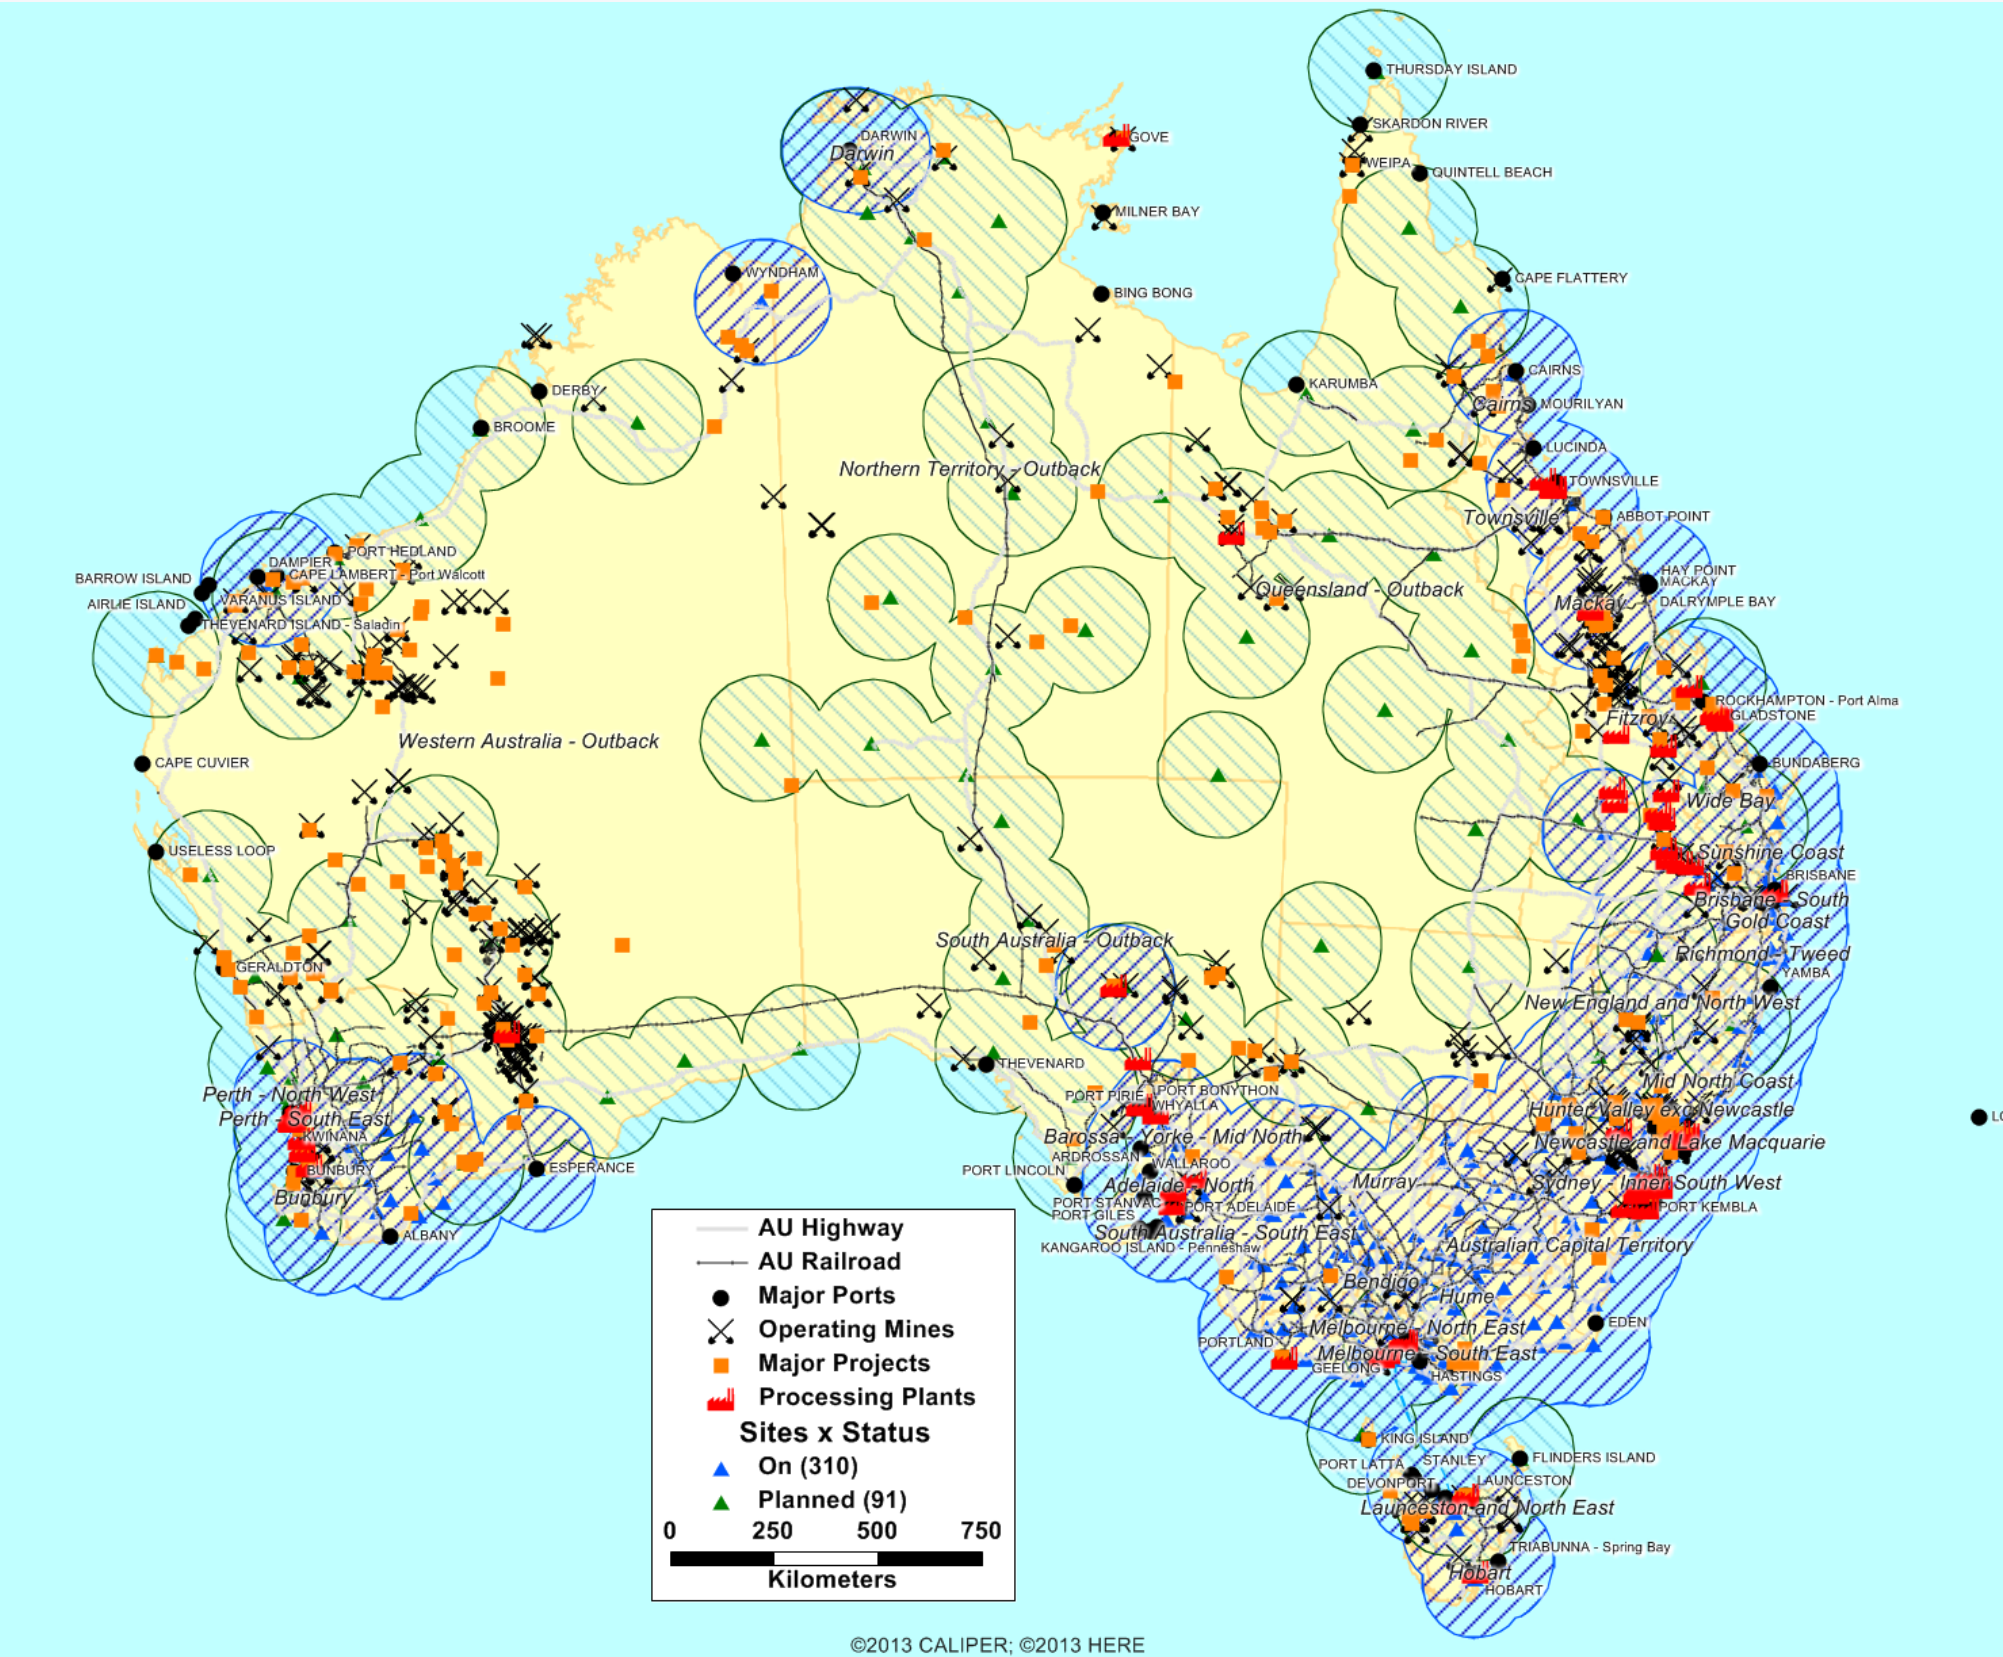 THURSDAY ISLAND
SKARDON RIVER
DARWIN
GOVE
Darwin
WEIPA
QUINTELL BEACH
MILNER BAY
WYNDHAM
CAPE FLATTERY
BING BONG
CAIRNS
KARUMBA
DERBY
Cairns
MOURILYAN
BROOME
LUCINDA
Northern Territory - Outback
TOWNSVILLE
Townsville
ABBOT POINT
PORT HEDLAND
DAMPIER
HAY POINT
CAPE LAMBERT - Port Walcott
BARROW ISLAND
MACKAY
Queensland - Outback
VARANUS ISLAND
AIRLIE ISLAND
Mackay
DALRYMPLE BAY
THEVENARD ISLAND - Saladin
ROCKHAMPTON - Port Alma
Fitzroy
GLADSTONE
Western Australia - Outback
CAPE CUVIER
BUNDABERG
Wide Bay
USELESS LOOP
Sunshine Coast
BRISBANE
Brisbane - South
Gold Coast
South Australia - Outback
Richmond - Tweed
GERALDTON
YAMBA
New England and North West
THEVENARD
Mid North Coast
Perth - North West
PORT BONYTHON
PORT PIRIE
WHYALLA
Hunter Valley exc Newcastle
Perth - South East
LO
KWINANA
Barossa - Yorke - Mid North
Newcastle and Lake Macquarie
ARDROSSAN
WALLAROO
ESPERANCE
BUNBURY
PORT LINCOLN
Murray
Sydney - Inner South West
Adelaide - North
Bunbury
PORT STANVAC
PORT ADELAIDE
PORT KEMBLA
PORT GILES
ALBANY
South Australia - South East
Australian Capital Territory
KANGAROO ISLAND - Penneshaw
Bendigo
Hume
EDEN
Melbourne - North East
PORTLAND
Melbourne - South East
GEELONG
HASTINGS
KING ISLAND
FLINDERS ISLAND
STANLEY
PORT LATTA
DEVONPORT
LAUNCESTON
Launceston and North East
TRIABUNNA - Spring Bay
Hobart
HOBART
AU Highway
AU Railroad
Major Ports
Operating Mines
Major Projects
Processing Plants
Sites x Status
On (310)
Planned (91)
0 250 500 750
Kilometers
©2013 CALIPER; ©2013 HERE